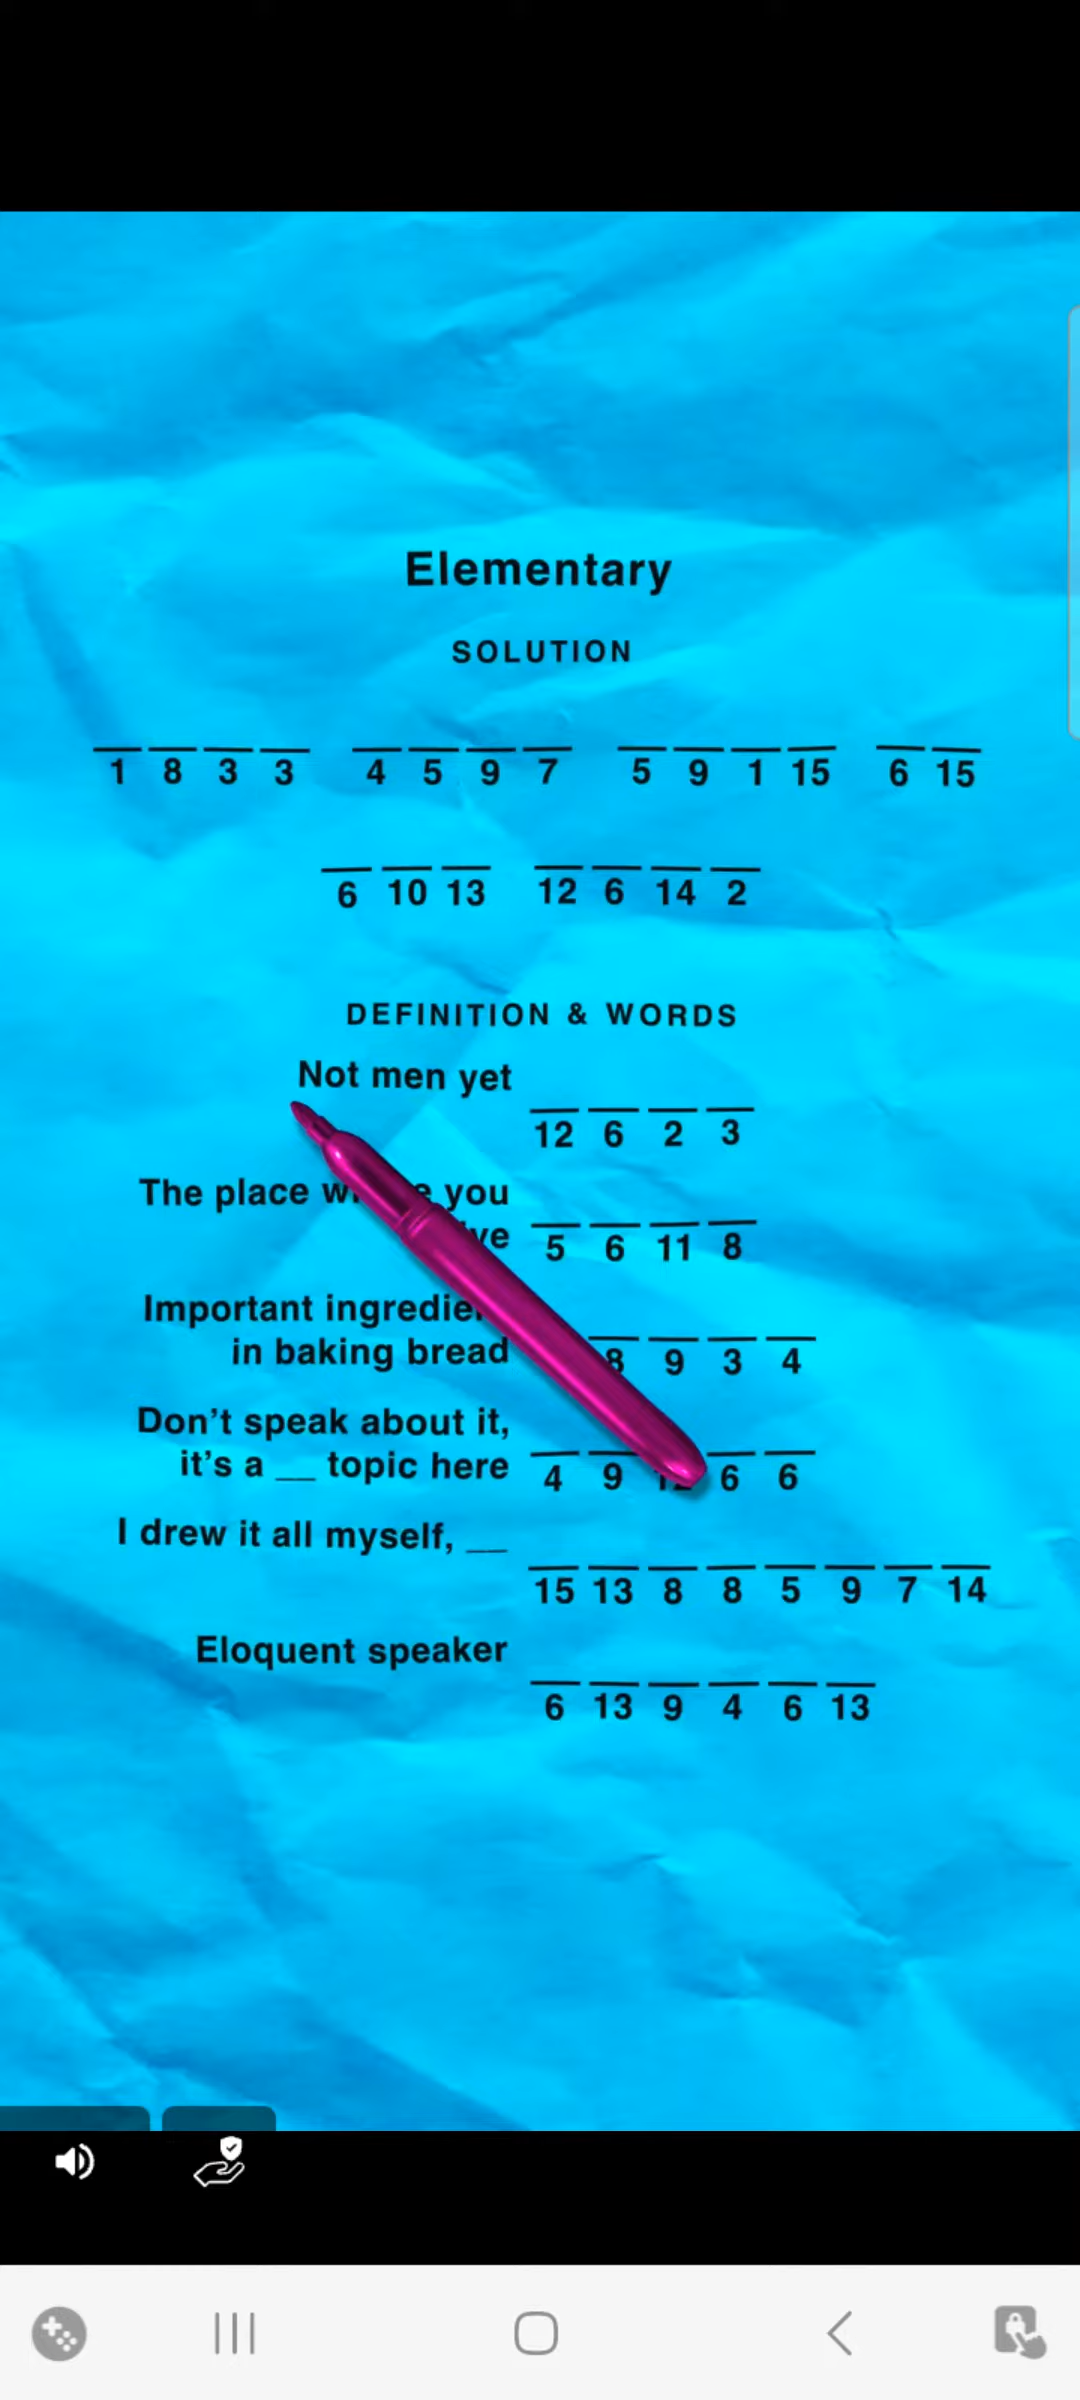 Elementary
SOLUTION
1 8 3 3 4 5 9 7 5 9 1 15 6 15
6 10 13 12 6 14 2
DEFINITION & WORDS
Not men yet
12 6 2 3
The place you
5 6 11 8
Important
in baking bread
8 9 3 4
Don't speak about it,
it's a __ topic here
4 9 12 6 6
I drew it all myself, __
15 13 8 8 5 9 7 14
Eloquent speaker
6 13 9 4 6 13